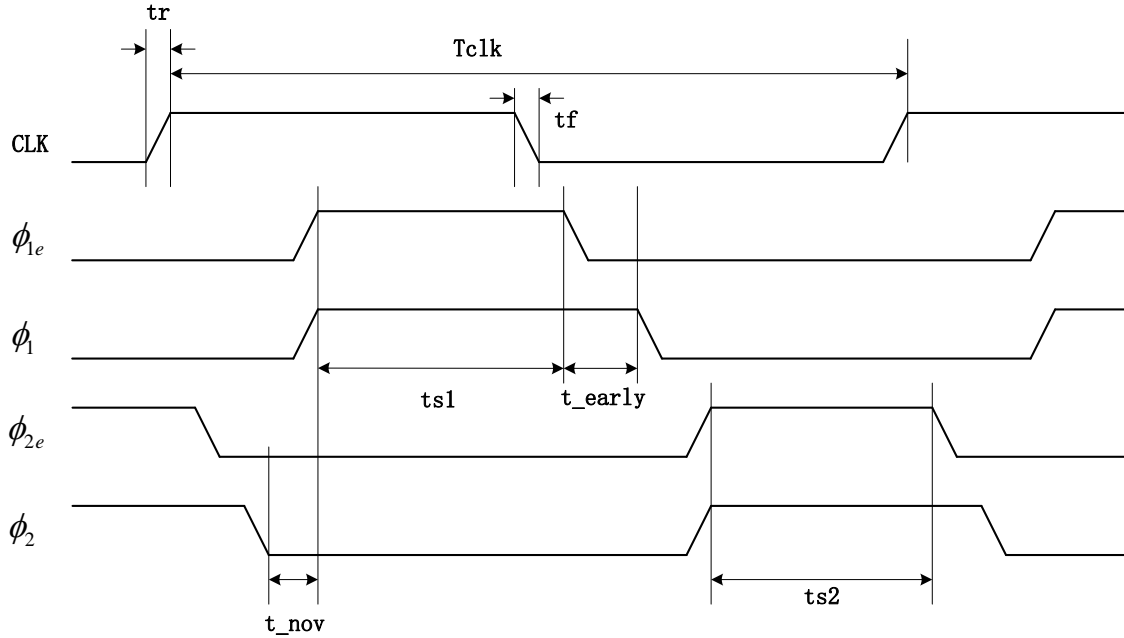 tr
Tclk
tf
CLK
ϕ1e
ϕ1
ts1
t_early
ϕ2e
ϕ2
ts2
t_nov